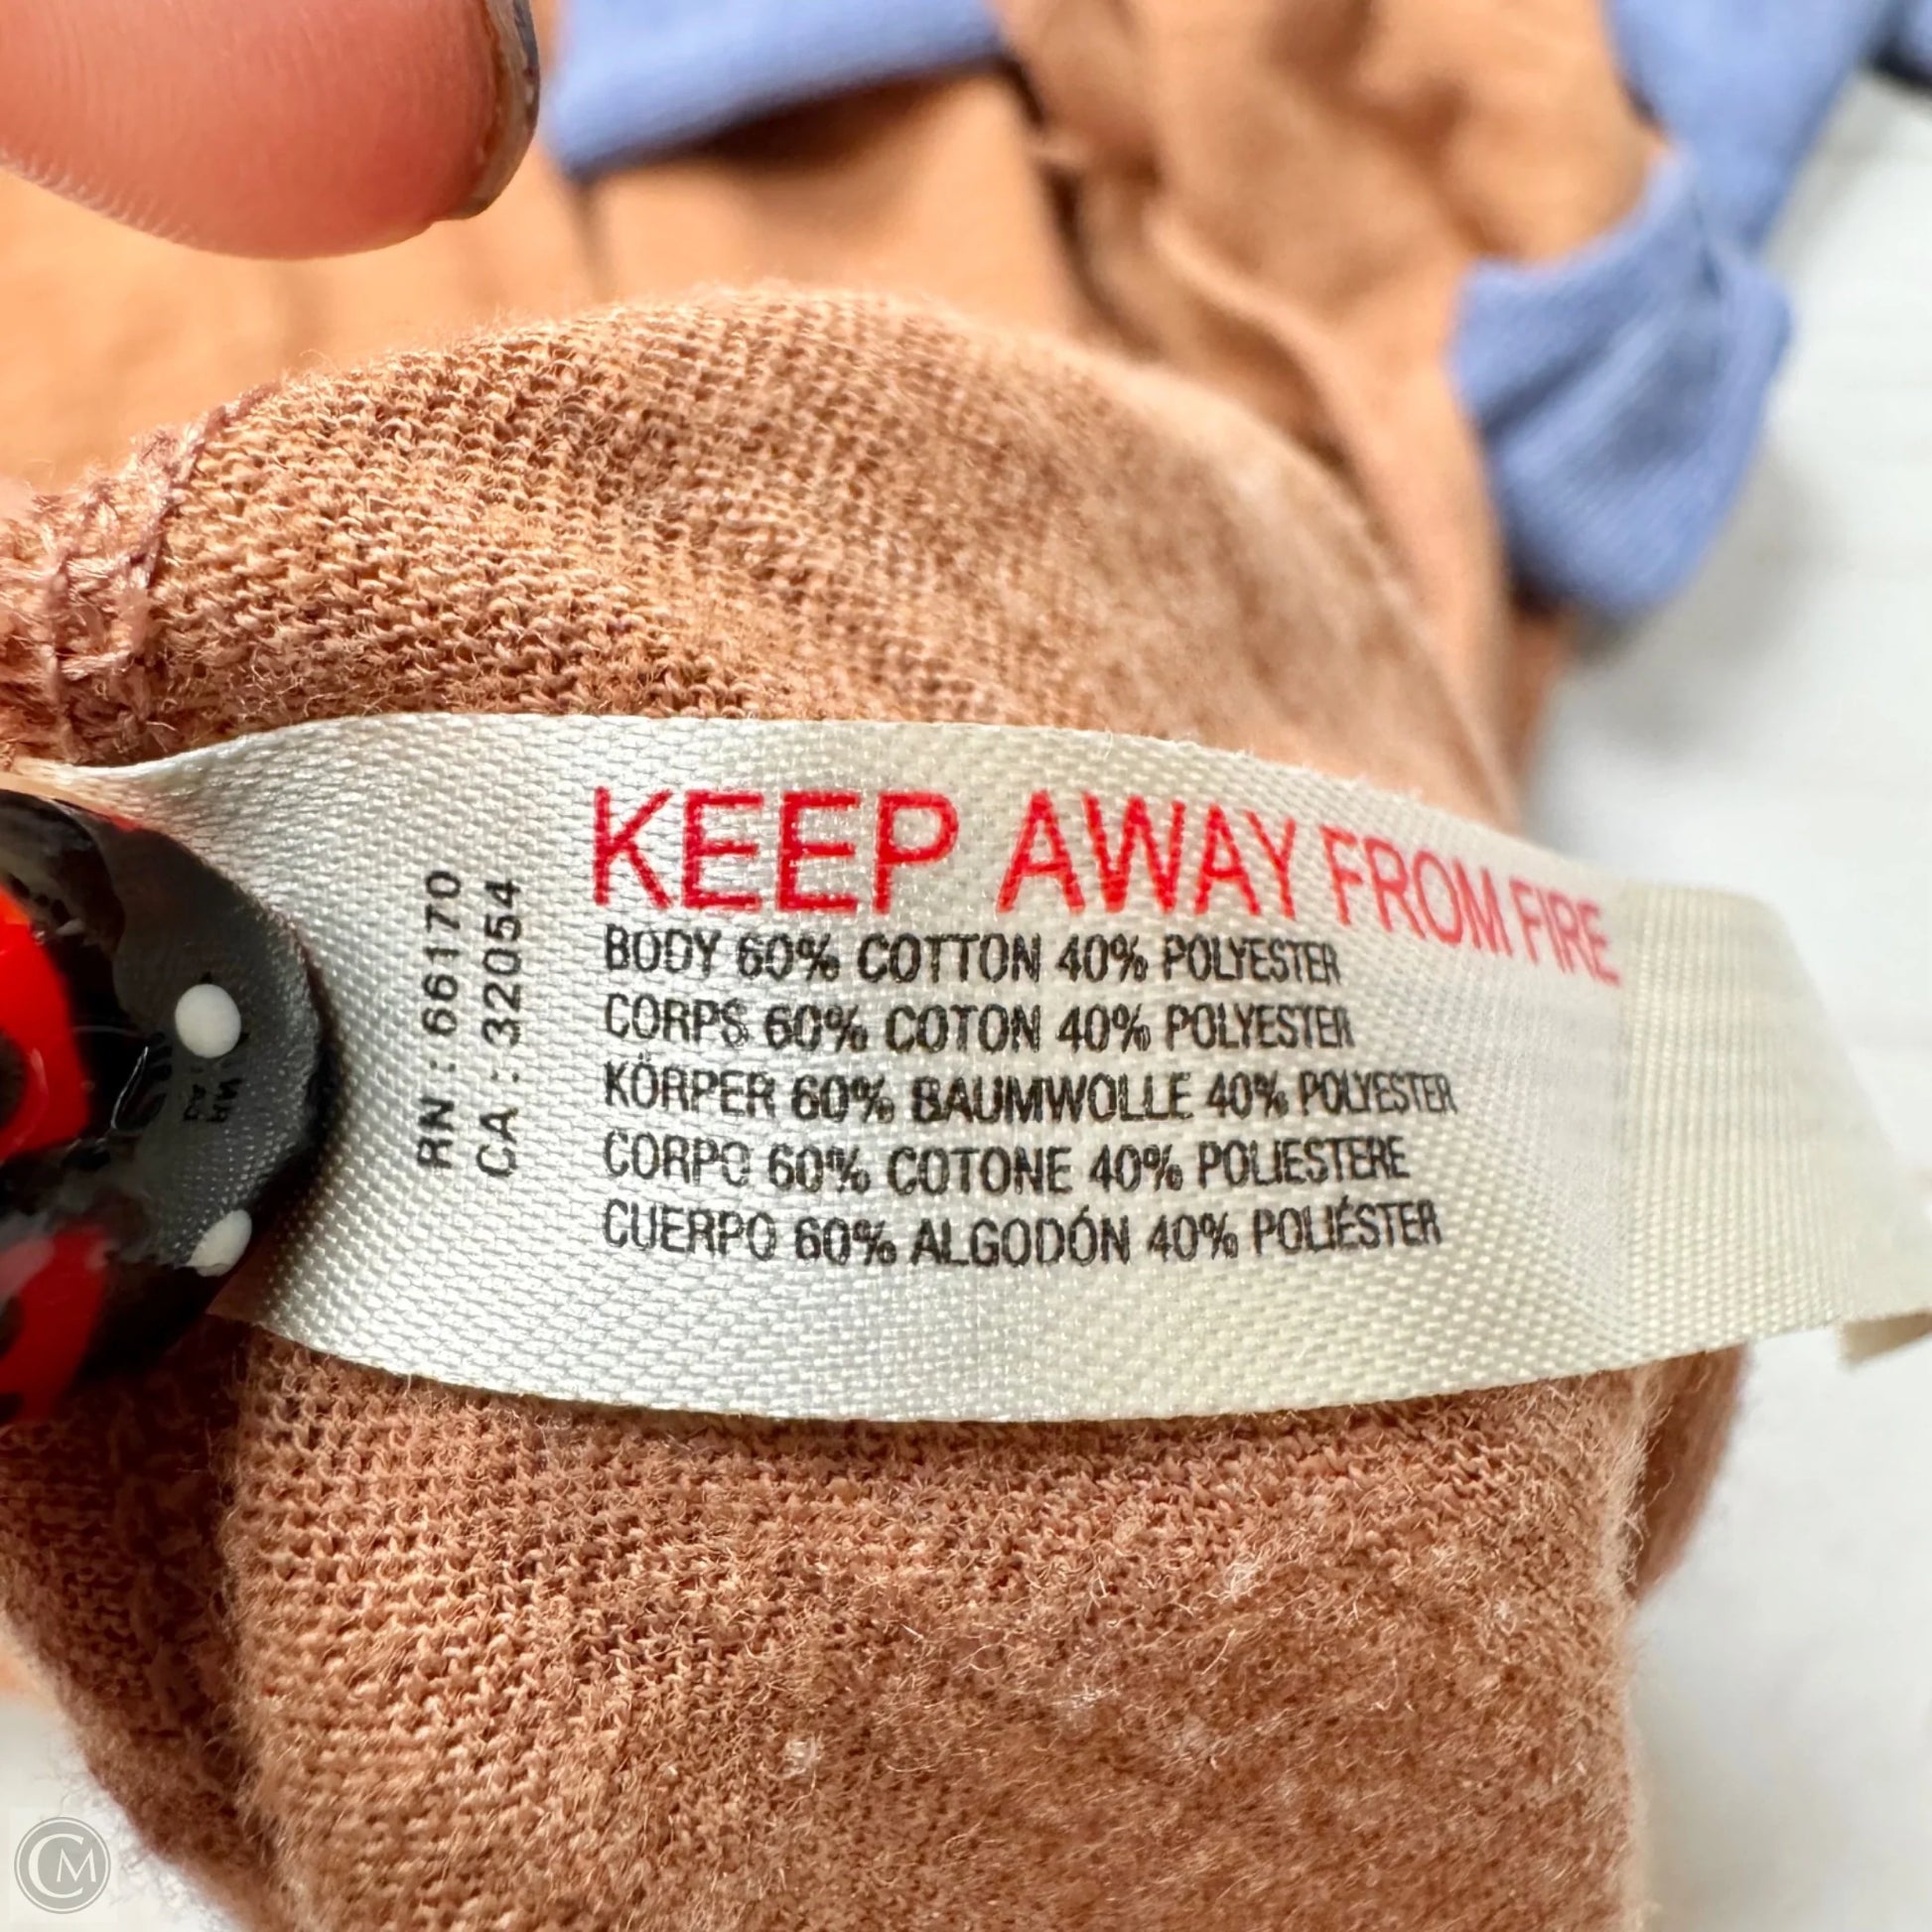 KEEP AWAY FROM FIRE
BODY 60% COTTON 40% POLYESTER
CORPS 60% COTON 40% POLYESTER
KÖRPER 60% BAUMWOLLE 40% POLYESTER
CORPO 60% COTONE 40% POLIESTERE
CUERPO 60% ALGODÓN 40% POLIÉSTER
RN : 66170
CA : 32054
CM